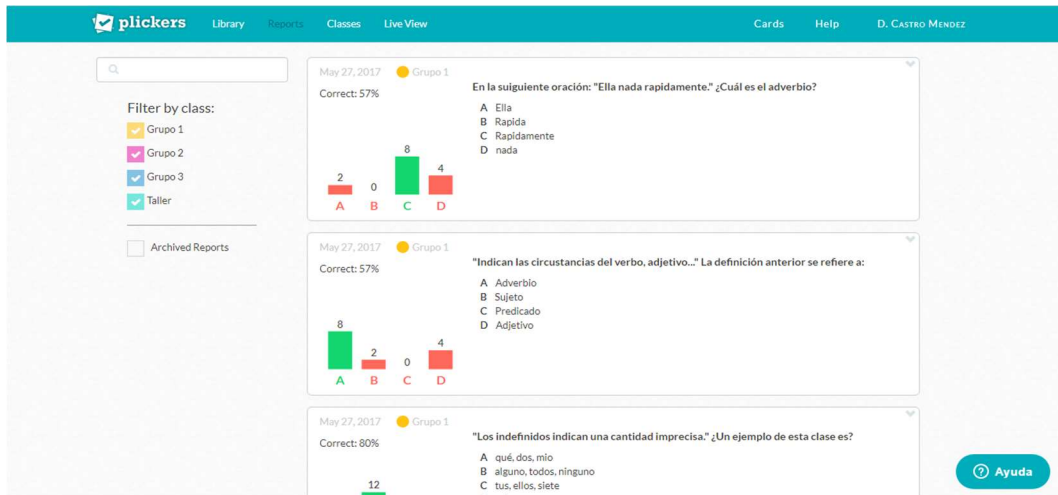 plickers Library Reports Classes Live View Cards Help D. CASTRO MENDEZ
Filter by class:
Grupo 1
Grupo 2
Grupo 3
Taller
Archived Reports
May 27, 2017 Grupo 1
Correct: 57%
2 0 8 4
A B C D
En la suiguiente oración: "Ella nada rapidamente." ¿Cuál es el adverbio?
A Ella
B Rapida
C Rapidamente
D nada
May 27, 2017 Grupo 1
Correct: 57%
8 2 0 4
A B C D
"Indican las circustancias del verbo, adjetivo..." La definición anterior se refiere a:
A Adverbio
B Sujeto
C Predicado
D Adjetivo
May 27, 2017 Grupo 1
Correct: 80%
12
"Los indefinidos indican una cantidad imprecisa." ¿Un ejemplo de esta clase es?
A qué, dos, mio
B alguno, todos, ninguno
C tus, ellos, siete
Ayuda